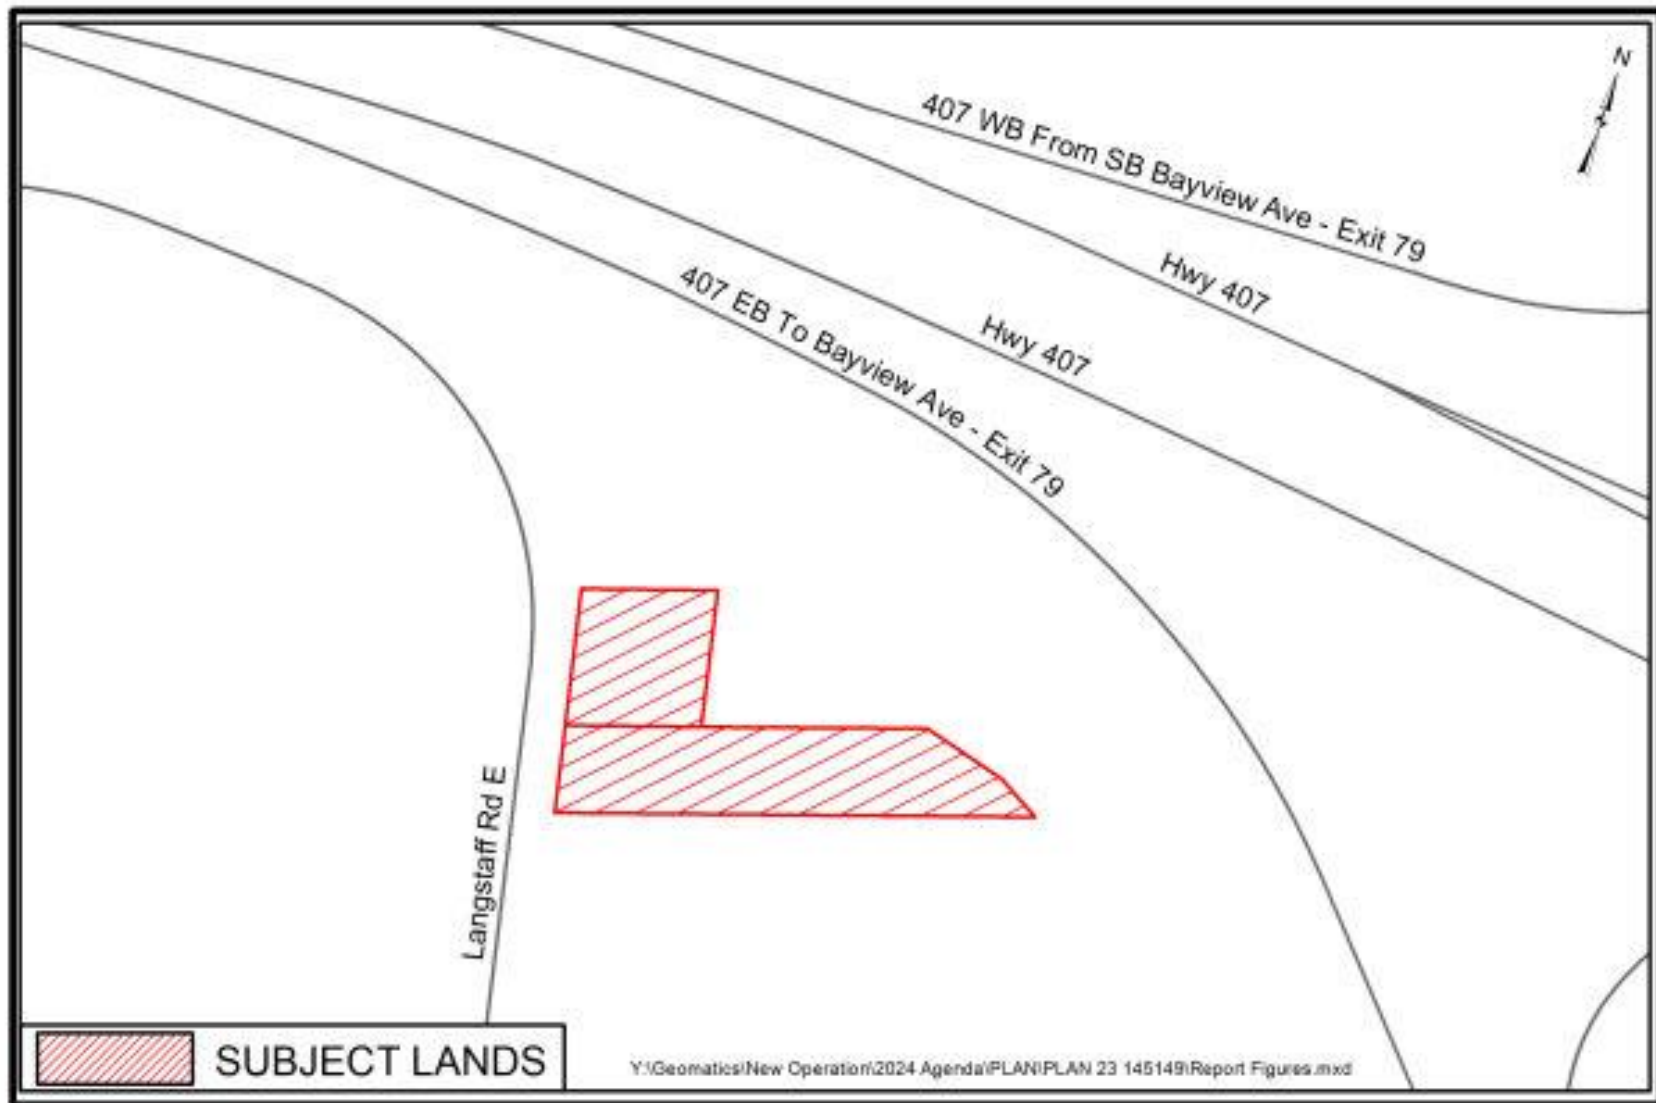 N
407 WB From SB Bayview Ave - Exit 79
Hwy 407
Hwy 407
407 EB To Bayview Ave - Exit 79
Langstaff Rd E
SUBJECT LANDS
Y:\Geomatics\New Operation\2024 Agenda\PLAN\PLAN 23 145149\Report Figures.mxd